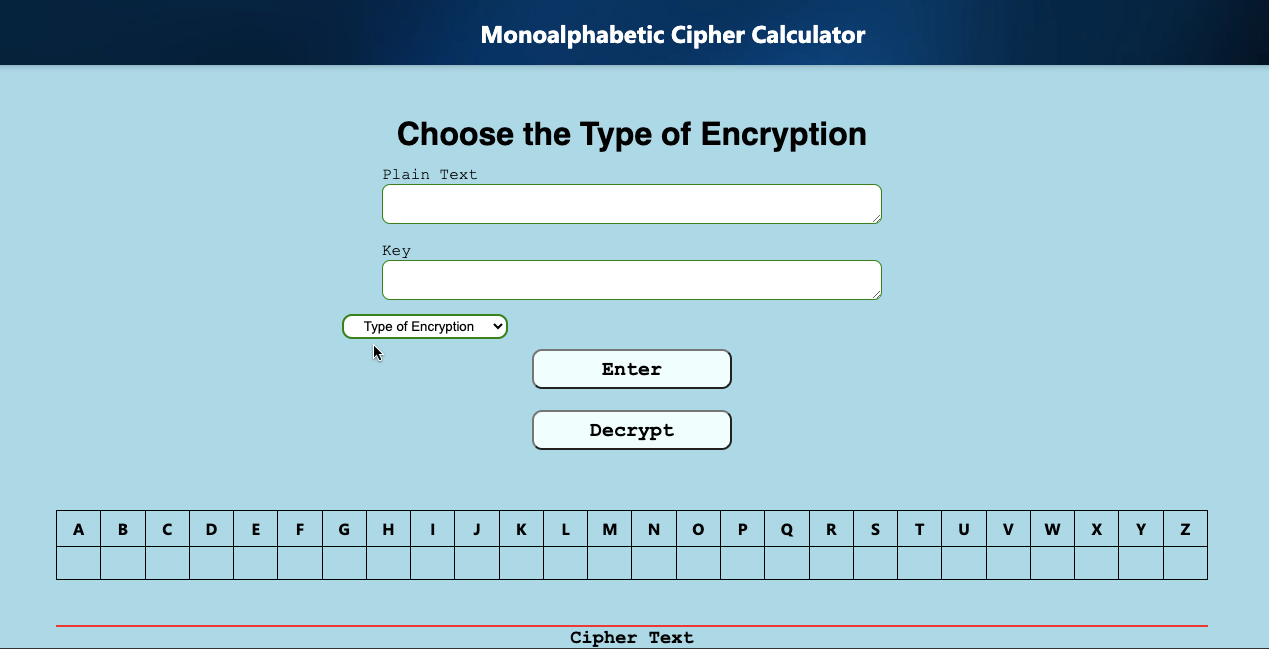 Monoalphabetic Cipher Calculator
Choose the Type of Encryption
Plain Text
Key
Type of Encryption
Enter
Decrypt
A B C D E F G H I J K L M N O P Q R S T U V W X Y Z
Cipher Text